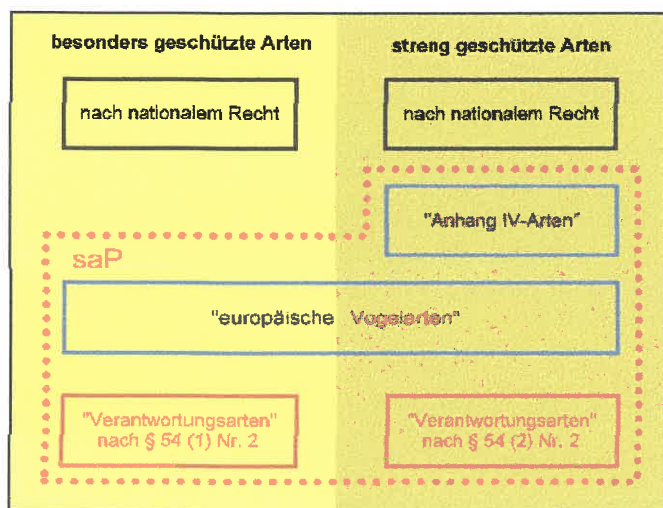 besonders geschützte Arten
streng geschützte Arten
nach nationalem Recht
nach nationalem Recht
"Anhang IV-Arten"
saP
"europäische Vogelarten"
"Verantwortungsarten"
nach § 54 (1) Nr. 2
"Verantwortungsarten"
nach § 54 (2) Nr. 2